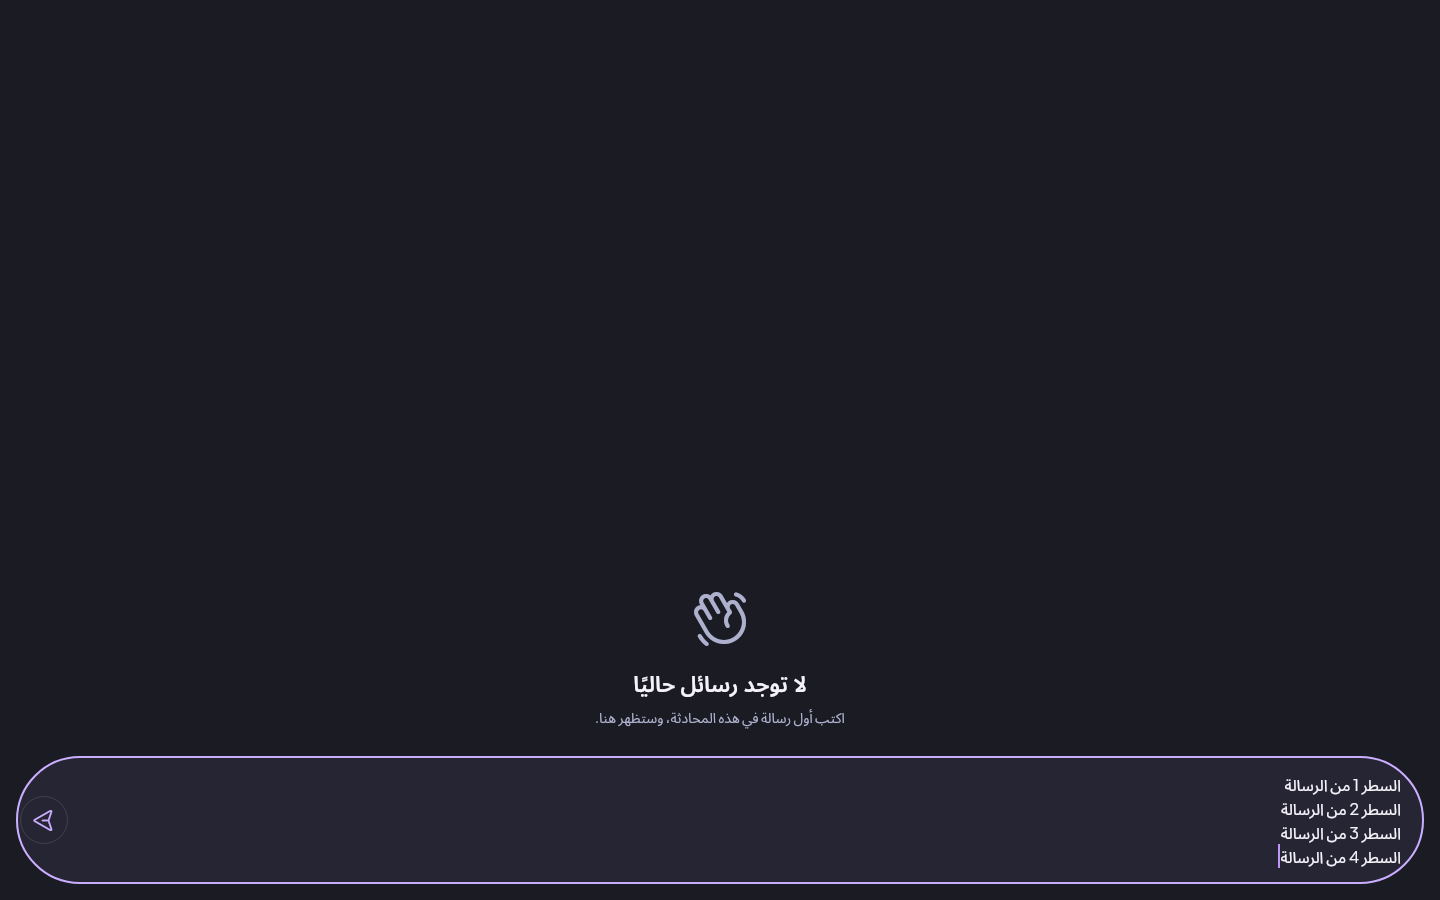 لا توجد رسائل حاليًا
اكتب أول رسالة في هذه المحادثة، وستظهر هنا.
السطر 1 من الرسالة
السطر 2 من الرسالة
السطر 3 من الرسالة
السطر 4 من الرسالة